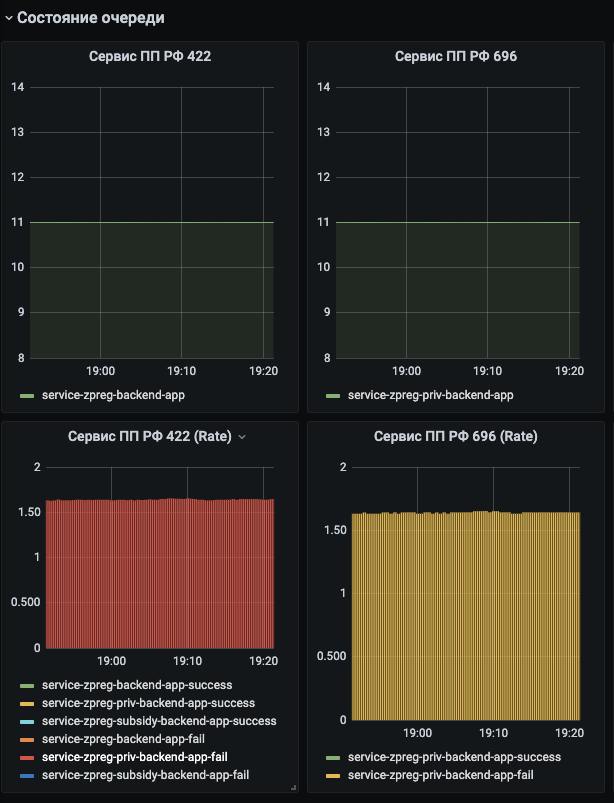 Состояние очереди
Сервис ПП РФ 422
14
13
12
11
10
9
8
19:00 19:10 19:20
service-zpreg-backend-app
Сервис ПП РФ 696
14
13
12
11
10
9
8
19:00 19:10 19:20
service-zpreg-priv-backend-app
Сервис ПП РФ 422 (Rate)
2
1.50
1
0.500
0
19:00 19:10 19:20
service-zpreg-backend-app-success
service-zpreg-priv-backend-app-success
service-zpreg-subsidy-backend-app-success
service-zpreg-backend-app-fail
service-zpreg-priv-backend-app-fail
service-zpreg-subsidy-backend-app-fail
Сервис ПП РФ 696 (Rate)
2
1.50
1
0.500
0
19:00 19:10 19:20
service-zpreg-priv-backend-app-success
service-zpreg-priv-backend-app-fail